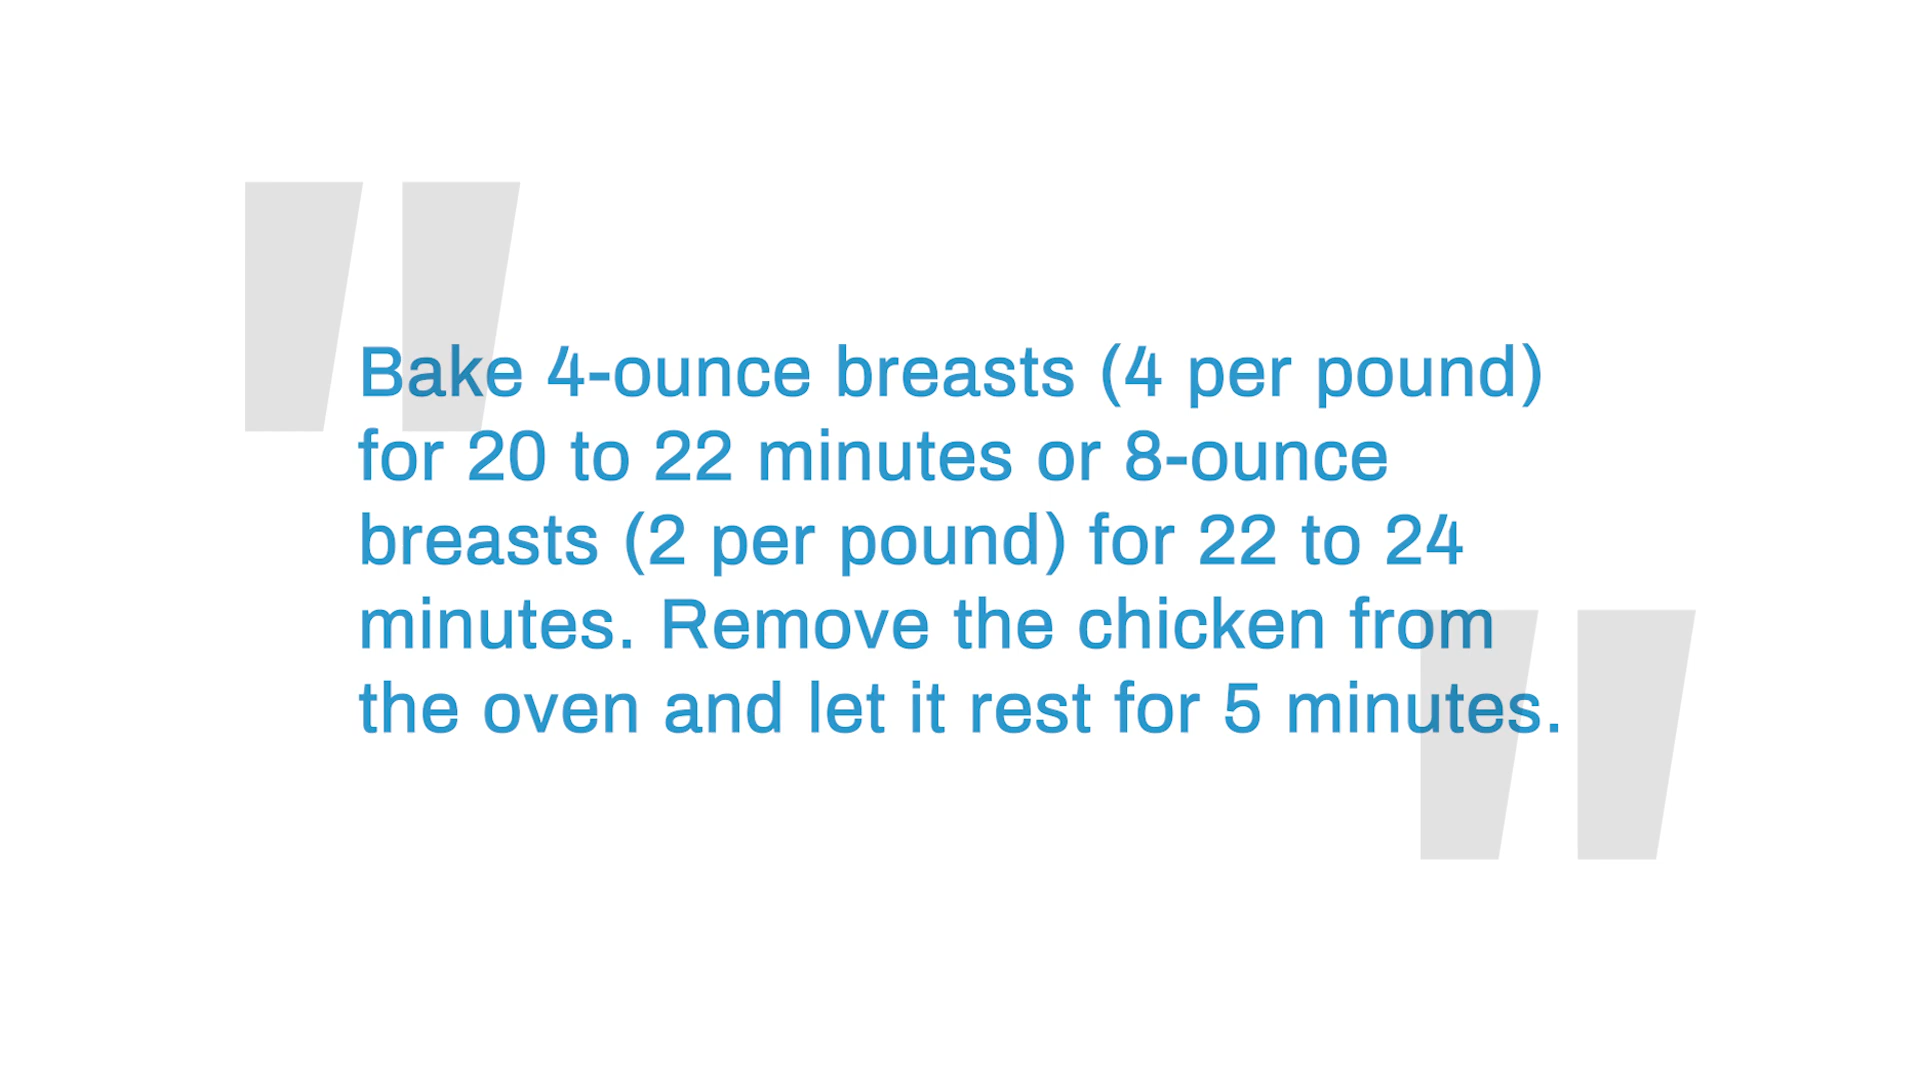 Bake 4-ounce breasts (4 per pound)
for 20 to 22 minutes or 8-ounce
breasts (2 per pound) for 22 to 24
minutes. Remove the chicken from
the oven and let it rest for 5 minutes.